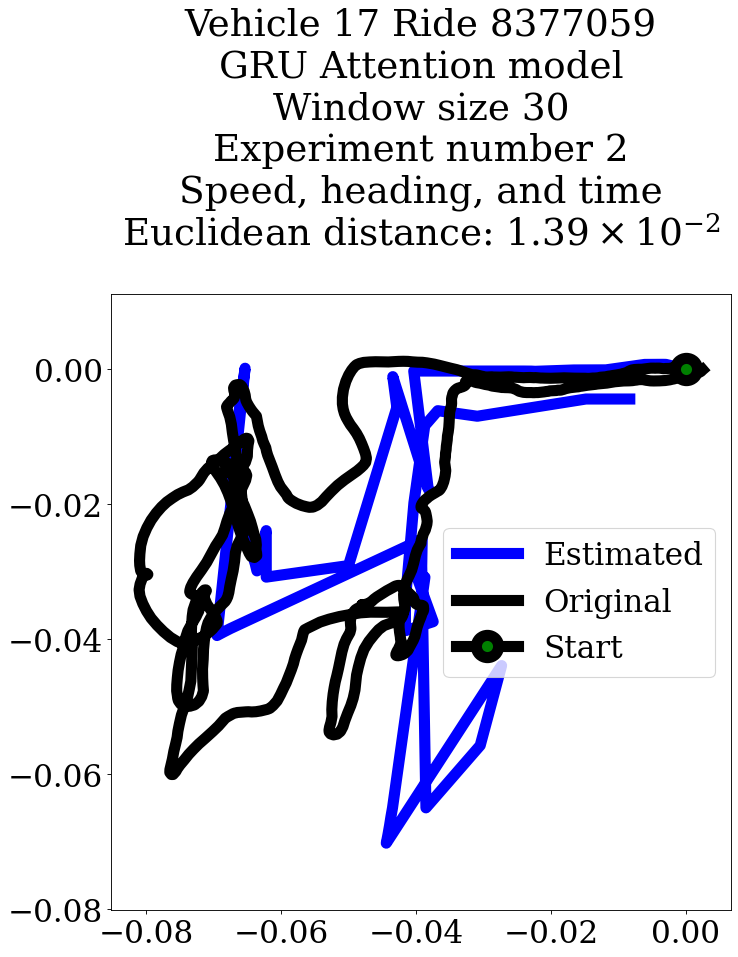 Vehicle 17 Ride 8377059
GRU Attention model
Window size 30
Experiment number 2
Speed, heading, and time
Euclidean distance: 1.39 × 10⁻²
0.00
−0.02
−0.04
−0.06
−0.08
Estimated
Original
Start
−0.08 −0.06 −0.04 −0.02 0.00